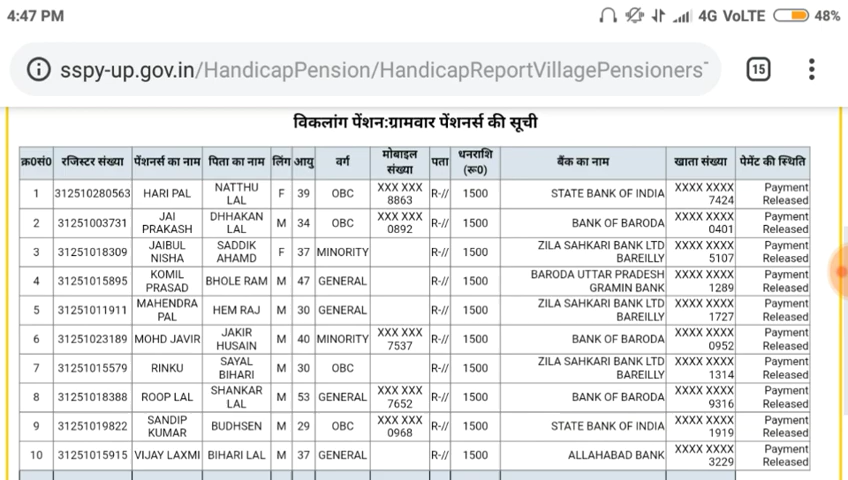 4:47 PM 4G VoLTE 48%
sspy-up.gov.in/HandicapPension/HandicapReportVillagePensioners 15
विकलांग पेंशन:ग्रामवार पेंशनर्स की सूची
क्र0सं0 रजिस्टर संख्या पेंशनर्स का नाम पिता का नाम लिंग आयु वर्ग मोबाइल संख्या पता धनराशि (रू0) बैंक का नाम खाता संख्या पेमेंट की स्थिति
1 312510280563 HARI PAL NATTHU LAL F 39 OBC XXX XXX 8863 R-// 1500 STATE BANK OF INDIA XXXX XXXX 7424 Payment Released
2 31251003731 JAI PRAKASH DHHAKAN LAL M 34 OBC XXX XXX 0892 R-// 1500 BANK OF BARODA XXXX XXXX 0401 Payment Released
3 31251018309 JAIBUL NISHA SADDIK AHAMD F 37 MINORITY R-// 1500 ZILA SAHKARI BANK LTD BAREILLY XXXX XXXX 5107 Payment Released
4 31251015895 KOMIL PRASAD BHOLE RAM M 47 GENERAL R-// 1500 BARODA UTTAR PRADESH GRAMIN BANK XXXX XXXX 1289 Payment Released
5 31251011911 MAHENDRA PAL HEM RAJ M 30 GENERAL R-// 1500 ZILA SAHKARI BANK LTD BAREILLY XXXX XXXX 1727 Payment Released
6 31251023189 MOHD JAVIR JAKIR HUSAIN M 40 MINORITY XXX XXX 7537 R-// 1500 BANK OF BARODA XXXX XXXX 0952 Payment Released
7 31251015579 RINKU SAYAL BIHARI M 30 OBC R-// 1500 ZILA SAHKARI BANK LTD BAREILLY XXXX XXXX 1314 Payment Released
8 31251018388 ROOP LAL SHANKAR LAL M 53 GENERAL XXX XXX 7652 R-// 1500 BANK OF BARODA XXXX XXXX 9316 Payment Released
9 31251019822 SANDIP KUMAR BUDHSEN M 29 OBC XXX XXX 0968 R-// 1500 STATE BANK OF INDIA XXXX XXXX 1919 Payment Released
10 31251015915 VIJAY LAXMI BIHARI LAL M 37 GENERAL R-// 1500 ALLAHABAD BANK XXXX XXXX 3229 Payment Released